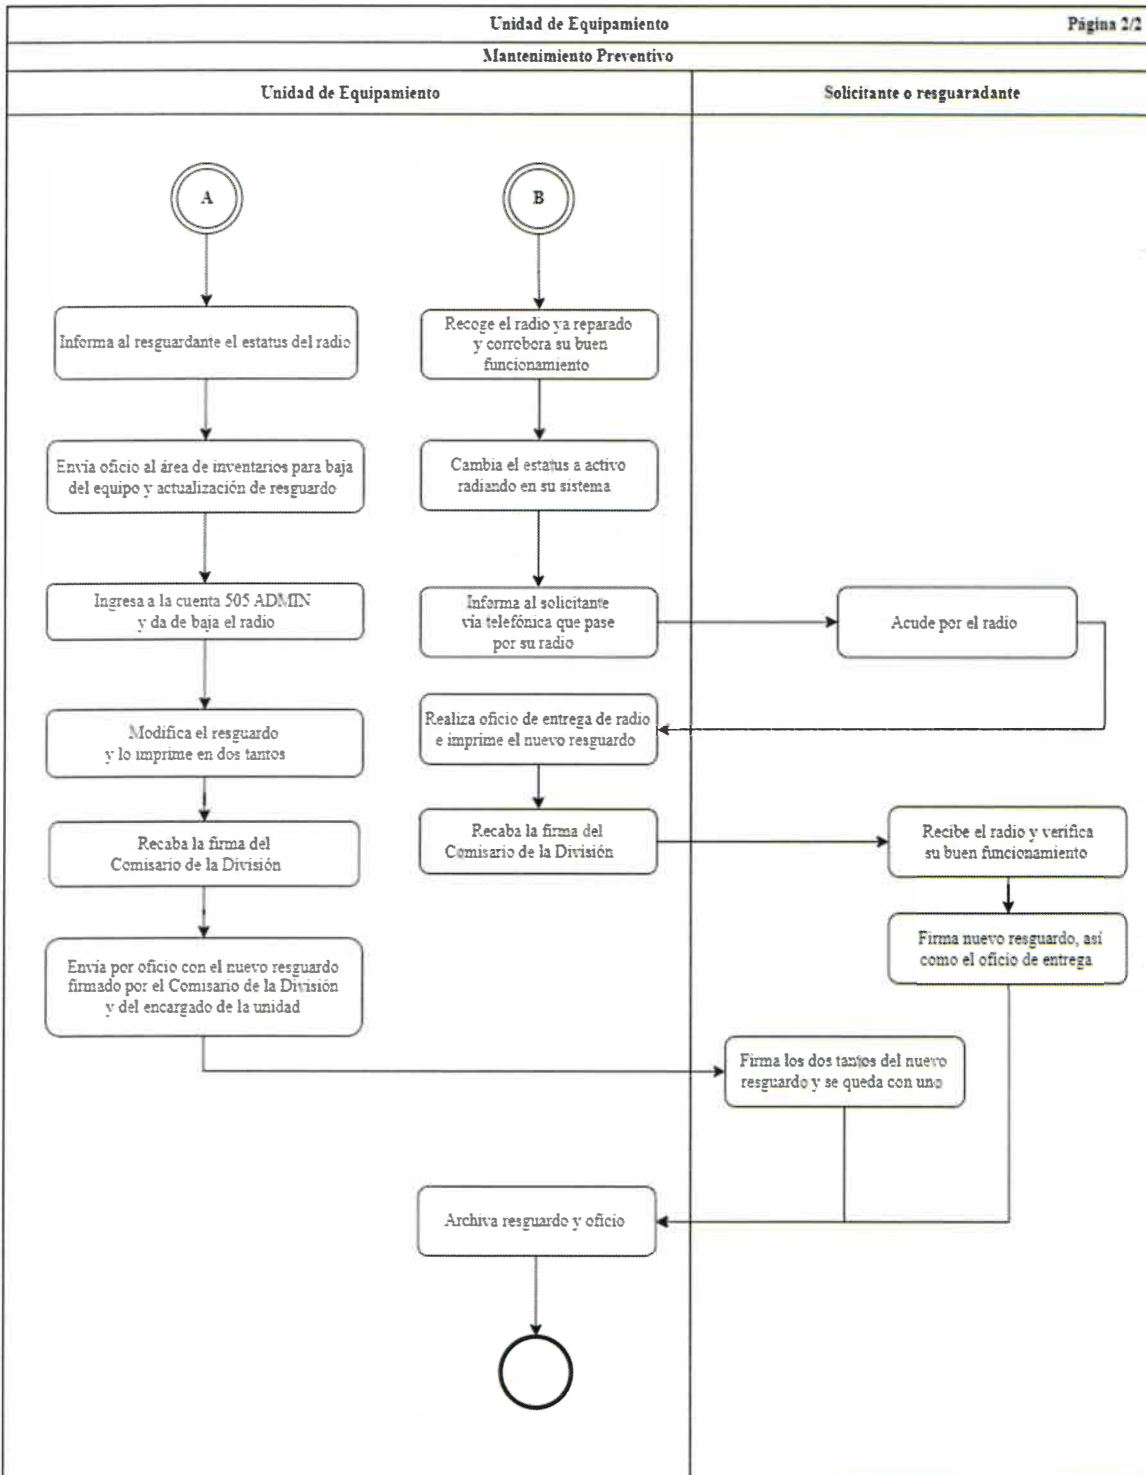 Unidad de Equipamiento
Página 2/2
Mantenimiento Preventivo
Unidad de Equipamiento
Solicitante o resguaradante
A
B
Informa al resguardante el estatus del radio
Recoge el radio ya reparado
y corrobora su buen
funcionamiento
Envía oficio al área de inventarios para baja
del equipo y actualización de resguardo
Cambia el estatus a activo
radiando en su sistema
Ingresa a la cuenta 505 ADMIN
y da de baja el radio
Informa al solicitante
vía telefónica que pase
por su radio
Acude por el radio
Modifica el resguardo
y lo imprime en dos tantos
Realiza oficio de entrega de radio
e imprime el nuevo resguardo
Recaba la firma del
Comisario de la División
Recaba la firma del
Comisario de la División
Recibe el radio y verifica
su buen funcionamiento
Envía por oficio con el nuevo resguardo
firmado por el Comisario de la División
y del encargado de la unidad
Firma nuevo resguardo, así
como el oficio de entrega
Firma los dos tantos del nuevo
resguardo y se queda con uno
Archiva resguardo y oficio